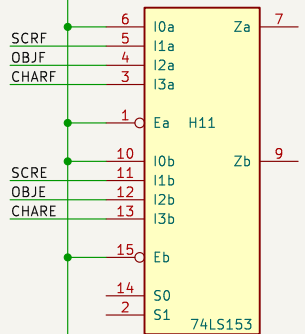 6 I0a Za 7
SCRF 5 I1a
OBJF 4 I2a
CHARF 3 I3a
1 Ea H11
10 I0b Zb 9
SCRE 11 I1b
OBJE 12 I2b
CHARE 13 I3b
15 Eb
14 S0
2 S1
74LS153